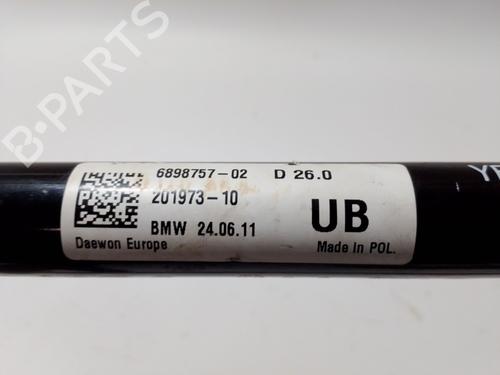 B-PARTS
6898757-02 D 26.0
201973-10
BMW 24.06.11 UB
Daewon Europe Made In POL.